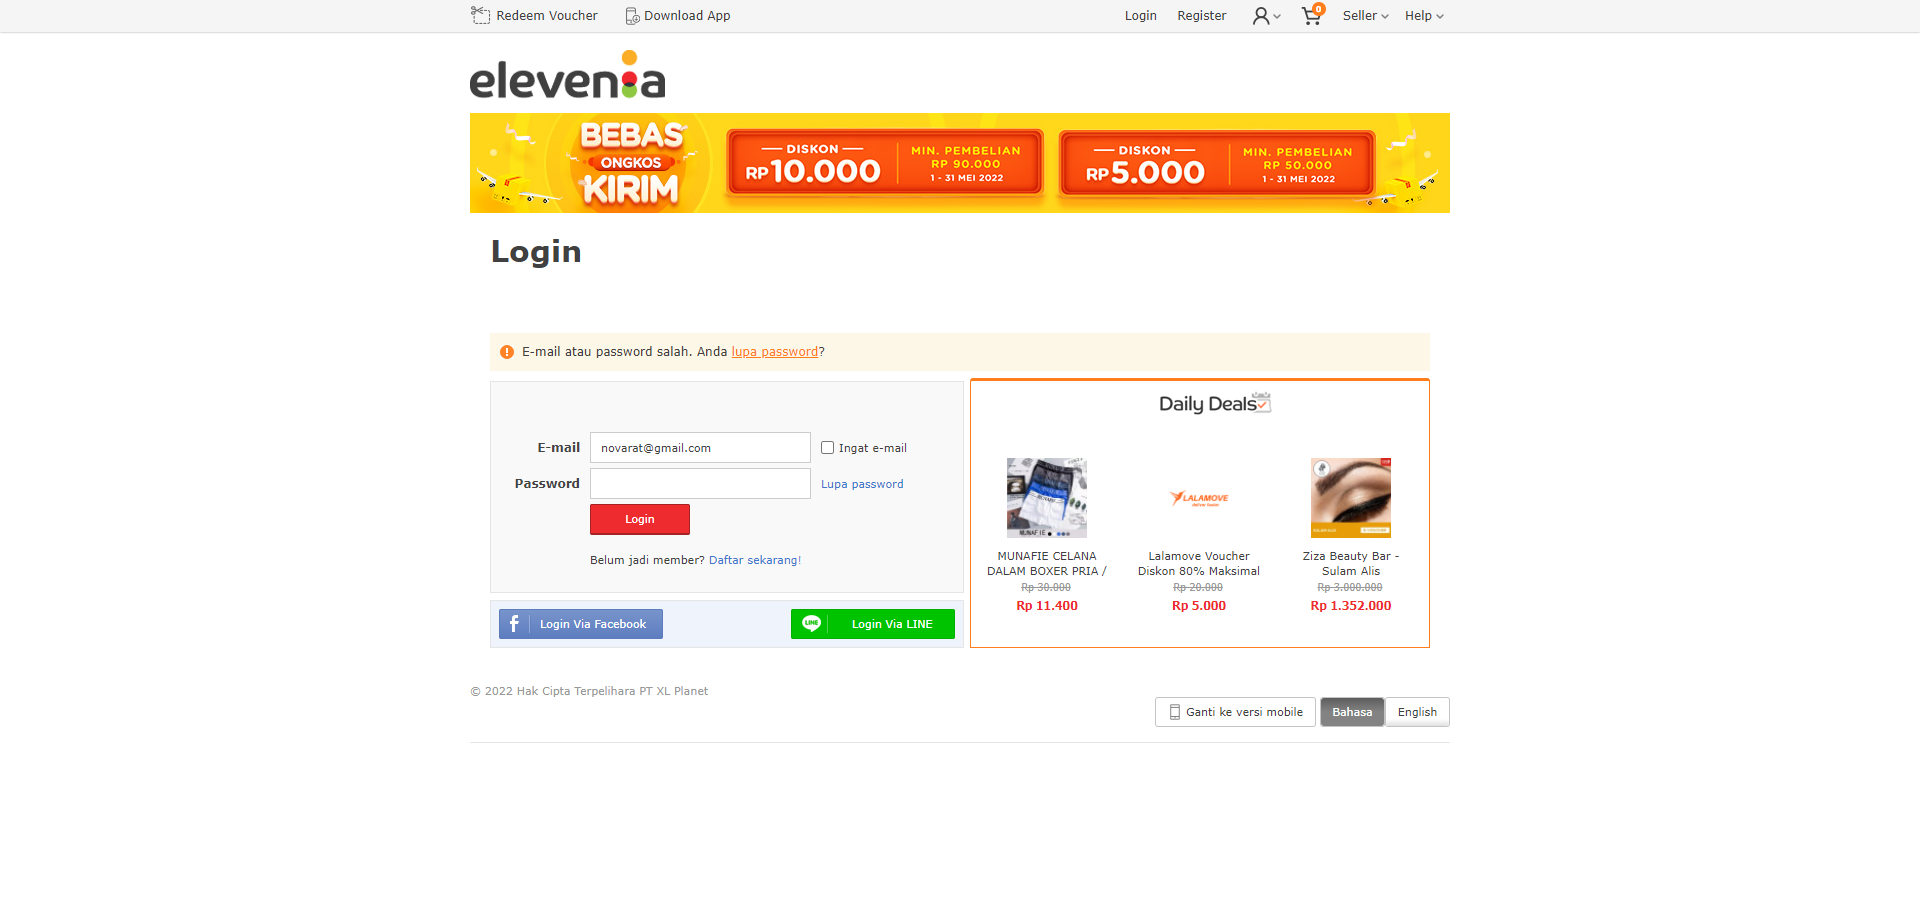 Redeem Voucher Download App Login Register 0 Seller Help
elevenia
BEBAS
ONGKOS
KIRIM
DISKON
RP10.000
MIN. PEMBELIAN
RP 90.000
1 - 31 MEI 2022
DISKON
RP5.000
MIN. PEMBELIAN
RP 50.000
1 - 31 MEI 2022
Login
E-mail atau password salah. Anda lupa password?
E-mail novarat@gmail.com Ingat e-mail
Password Lupa password
Login
Belum jadi member? Daftar sekarang!
Login Via Facebook
LINE Login Via LINE
Daily Deals
MUNAFIE
LALAMOVE
MUNAFIE CELANA
DALAM BOXER PRIA /
Rp 30.000
Rp 11.400
Lalamove Voucher
Diskon 80% Maksimal
Rp 20.000
Rp 5.000
Ziza Beauty Bar -
Sulam Alis
Rp 3.000.000
Rp 1.352.000
© 2022 Hak Cipta Terpelihara PT XL Planet
Ganti ke versi mobile Bahasa English